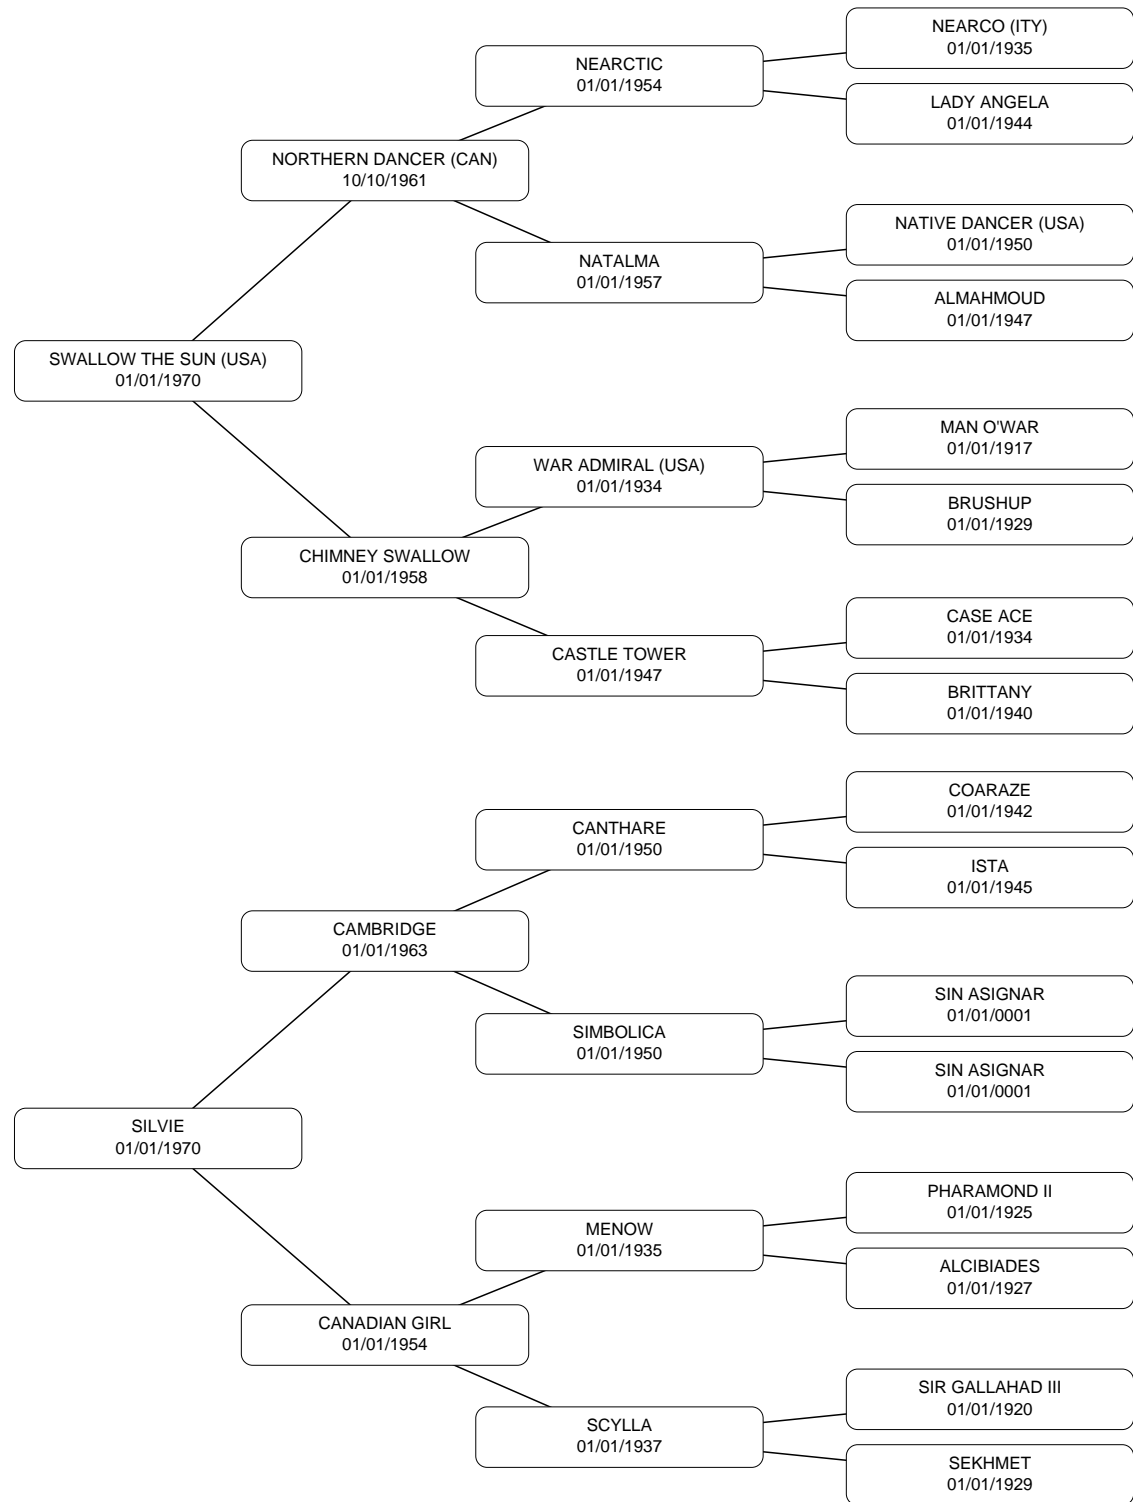 NEARCO (ITY)
01/01/1935
NEARCTIC
01/01/1954
LADY ANGELA
01/01/1944
NORTHERN DANCER (CAN)
10/10/1961
NATIVE DANCER (USA)
01/01/1950
NATALMA
01/01/1957
ALMAHMOUD
01/01/1947
SWALLOW THE SUN (USA)
01/01/1970
MAN O'WAR
01/01/1917
WAR ADMIRAL (USA)
01/01/1934
BRUSHUP
01/01/1929
CHIMNEY SWALLOW
01/01/1958
CASE ACE
01/01/1934
CASTLE TOWER
01/01/1947
BRITTANY
01/01/1940
COARAZE
01/01/1942
CANTHARE
01/01/1950
ISTA
01/01/1945
CAMBRIDGE
01/01/1963
SIN ASIGNAR
01/01/0001
SIMBOLICA
01/01/1950
SIN ASIGNAR
01/01/0001
SILVIE
01/01/1970
PHARAMOND II
01/01/1925
MENOW
01/01/1935
ALCIBIADES
01/01/1927
CANADIAN GIRL
01/01/1954
SIR GALLAHAD III
01/01/1920
SCYLLA
01/01/1937
SEKHMET
01/01/1929